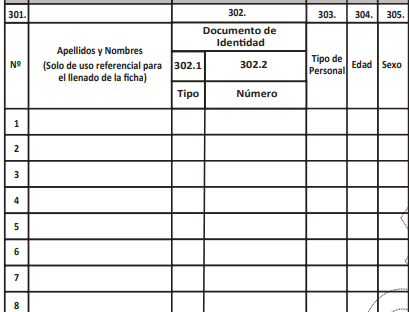 301.
302.
303.
304.
305.
Nº
Apellidos y Nombres
(Solo de uso referencial para
el llenado de la ficha)
Documento de
Identidad
302.1
302.2
Tipo
Número
Tipo de
Personal
Edad
Sexo
1
2
3
4
5
6
7
8